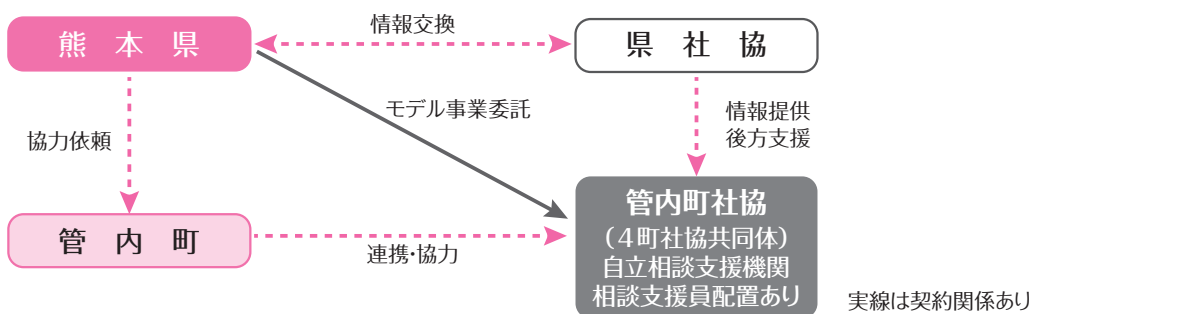 情報交換
熊本県
県社協
モデル事業委託
情報提供
後方支援
協力依頼
管内町社協
(4町社協共同体)
自立相談支援機関
相談支援員配置あり
管内町
連携・協力
実線は契約関係あり